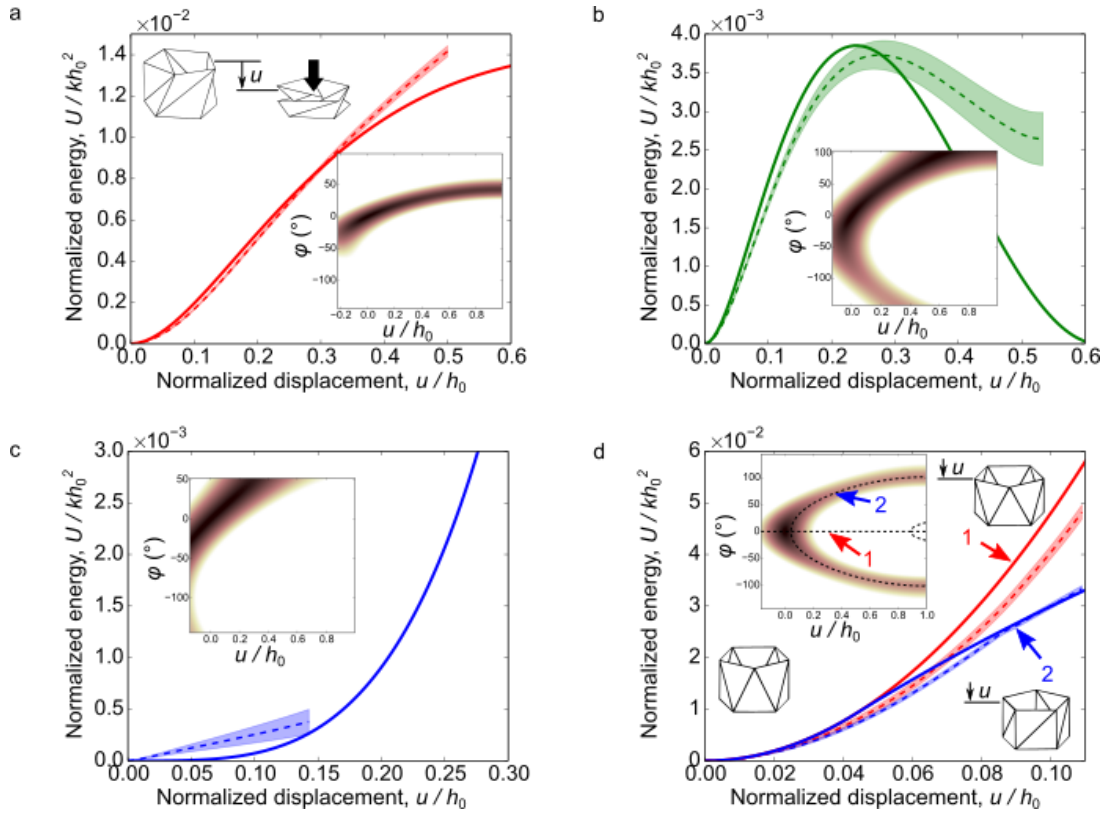 a
×10⁻²
Normalized energy, U / kh₀²
1.4
1.2
1.0
0.8
0.6
0.4
0.2
0.0
0.0 0.1 0.2 0.3 0.4 0.5 0.6
Normalized displacement, u / h₀
u
φ (°)
50
0
−50
−100
−0.2 0.0 0.2 0.4 0.6 0.8
u / h₀
b
×10⁻³
Normalized energy, U / kh₀²
4.0
3.5
3.0
2.5
2.0
1.5
1.0
0.5
0.0
0.0 0.1 0.2 0.3 0.4 0.5 0.6
Normalized displacement, u / h₀
φ (°)
100
50
0
−50
−100
0.0 0.2 0.4 0.6 0.8
u / h₀
c
×10⁻³
Normalized energy, U / kh₀²
3.0
2.5
2.0
1.5
1.0
0.5
0.0
0.00 0.05 0.10 0.15 0.20 0.25 0.30
Normalized displacement, u / h₀
φ (°)
50
0
−50
−100
0.0 0.2 0.4 0.6 0.8
u / h₀
d
×10⁻²
Normalized energy, U / kh₀²
6
5
4
3
2
1
0
0.00 0.02 0.04 0.06 0.08 0.10
Normalized displacement, u / h₀
φ (°)
100
50
0
−50
−100
0.0 0.2 0.4 0.6 0.8 1.0
u / h₀
2
1
u
1
2
u